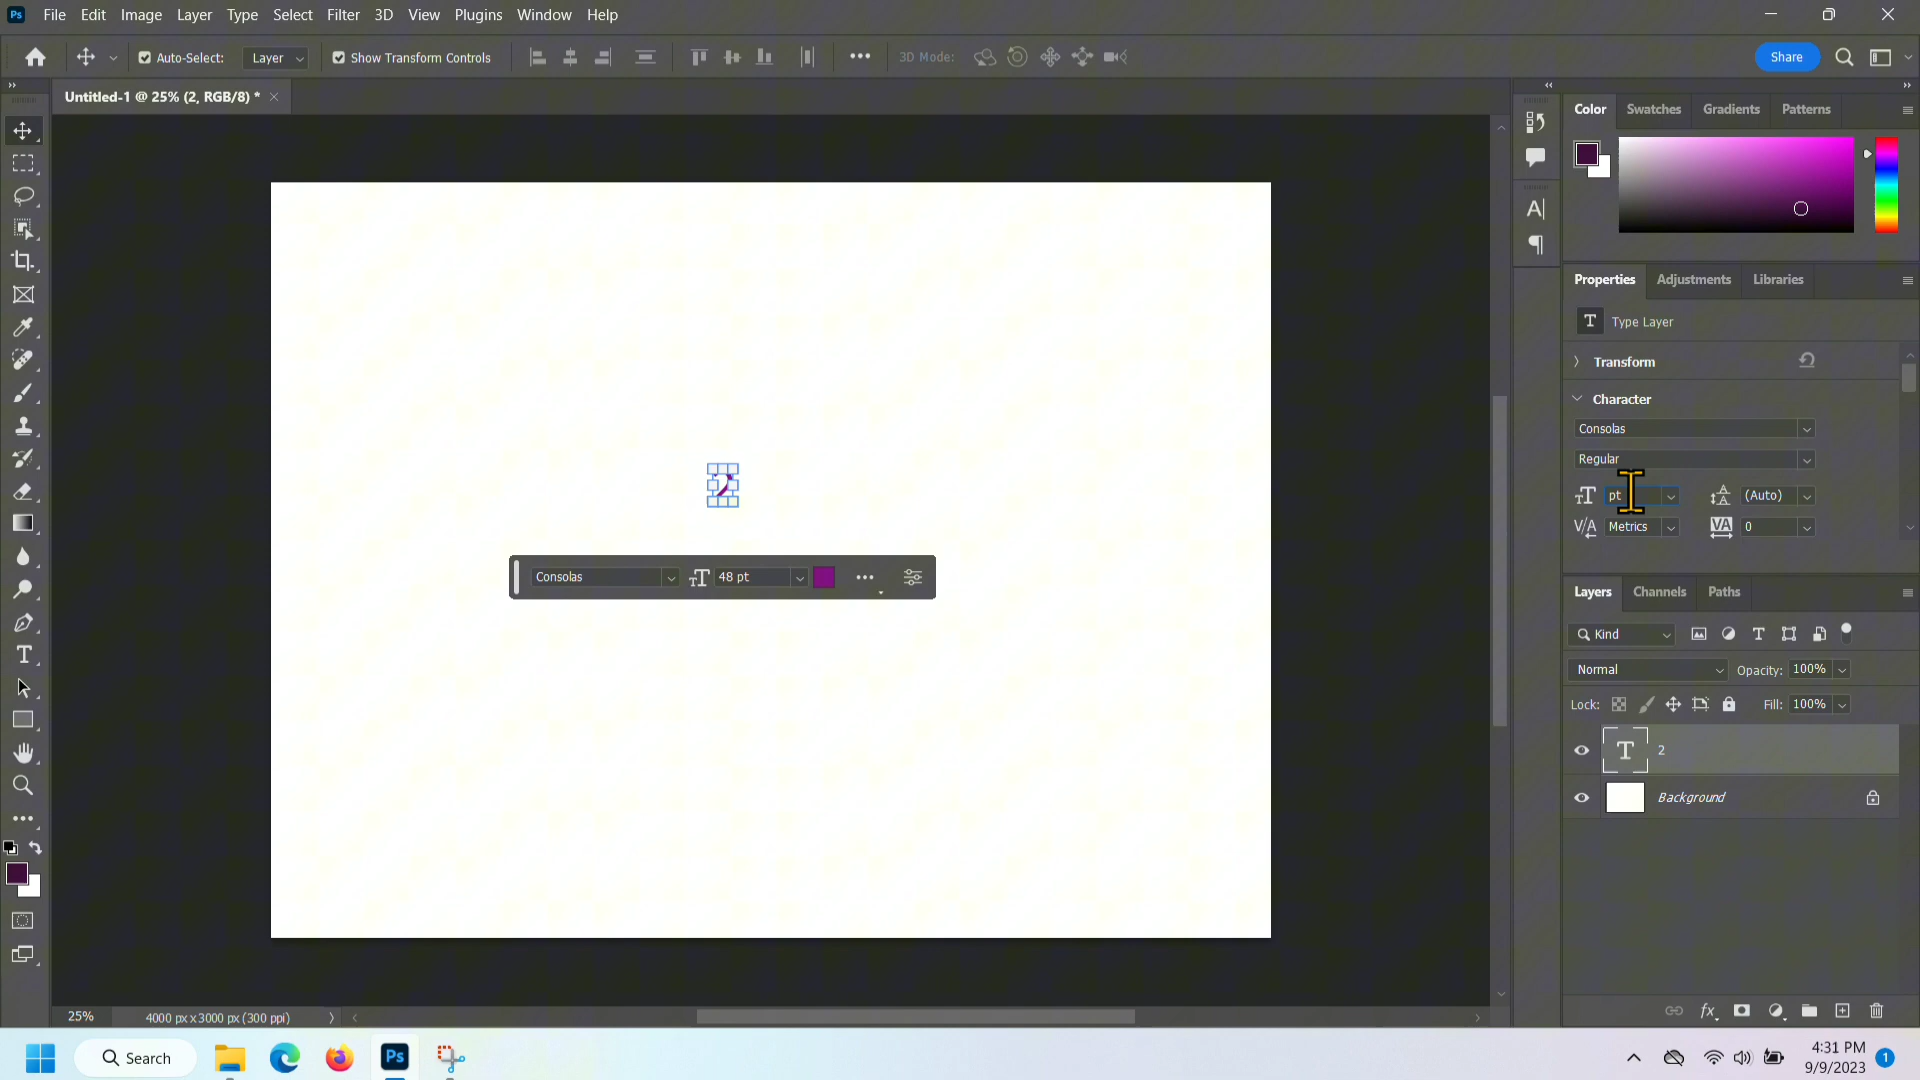 Ps File Edit Image Layer Type Select Filter 3D View Plugins Window Help
Auto-Select: Layer Show Transform Controls 3D Mode: Share
Untitled-1 @ 25% (2, RGB/8) *
Color Swatches Gradients Patterns
Properties Adjustments Libraries
T Type Layer
Transform
Character
Consolas
Regular
pt (Auto)
Metrics 0
2
Consolas 48 pt
Layers Channels Paths
Kind
Normal Opacity: 100%
Lock: Fill: 100%
T 2
Background
25% 4000 px x 3000 px (300 ppi)
Search Ps
4:31 PM
9/9/2023 1